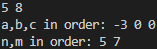 5 8
a,b,c in order: -3 0 0
n,m in order: 5 7